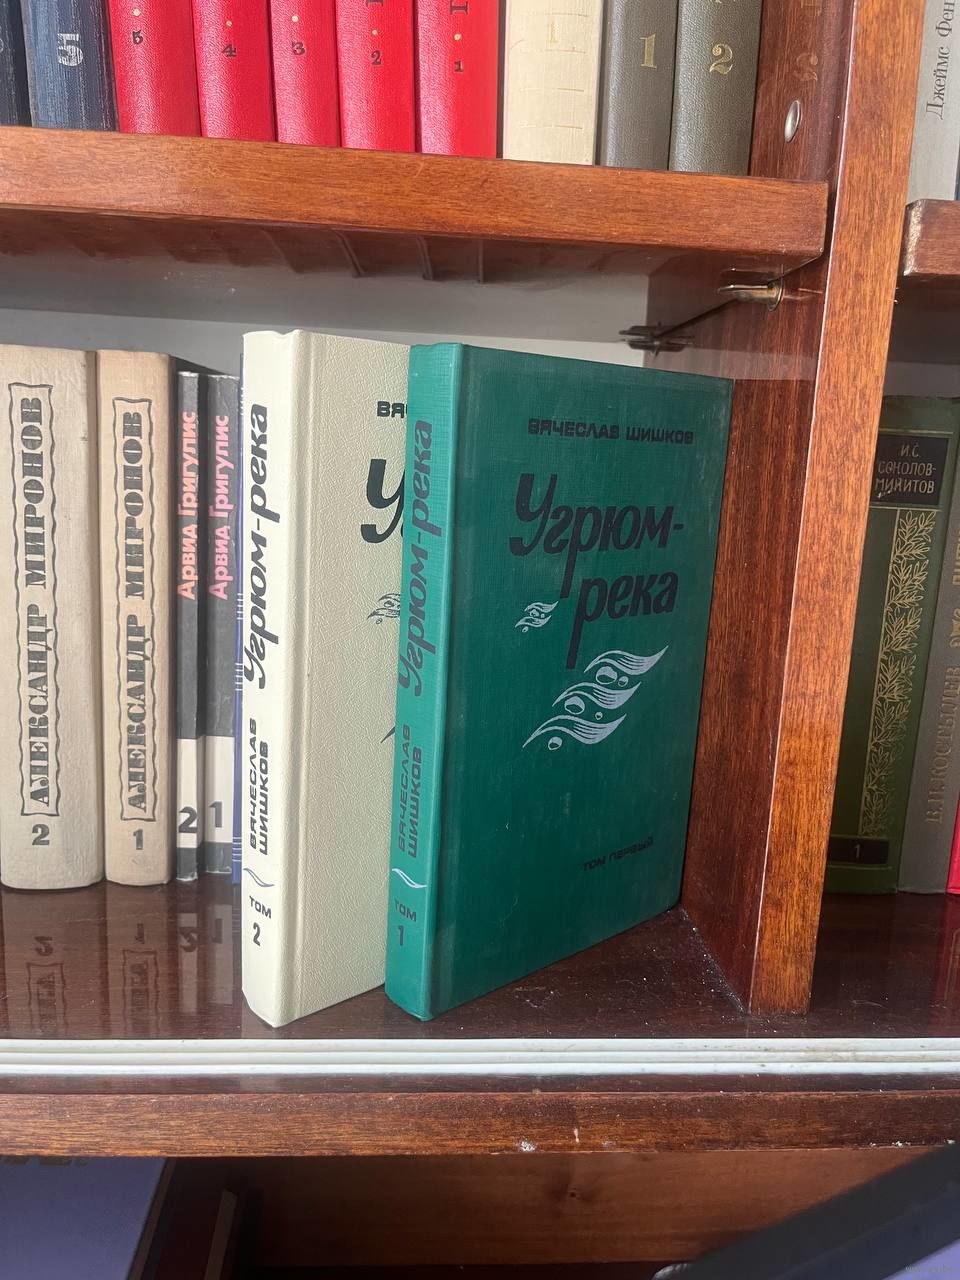 5
5
4
3
2
1
1
1
2
Джеймс Фен
АЛЕКСАНДР МИРОНОВ
2
АЛЕКСАНДР МИРОНОВ
1
Арвид Григулис
2
Арвид Григулис
1
Угрюм-река
ВЯЧЕСЛАВ
ШИШКОВ
ТОМ
2
Угрюм-река
ВЯЧЕСЛАВ
ШИШКОВ
ТОМ
1
ВЯЧЕСЛАВ ШИШКОВ
Угрюм-
река
ТОМ ПЕРВЫЙ
И.С.
СОКОЛОВ-
МИКИТОВ
1
В.И.КОСТЫЛЕВ